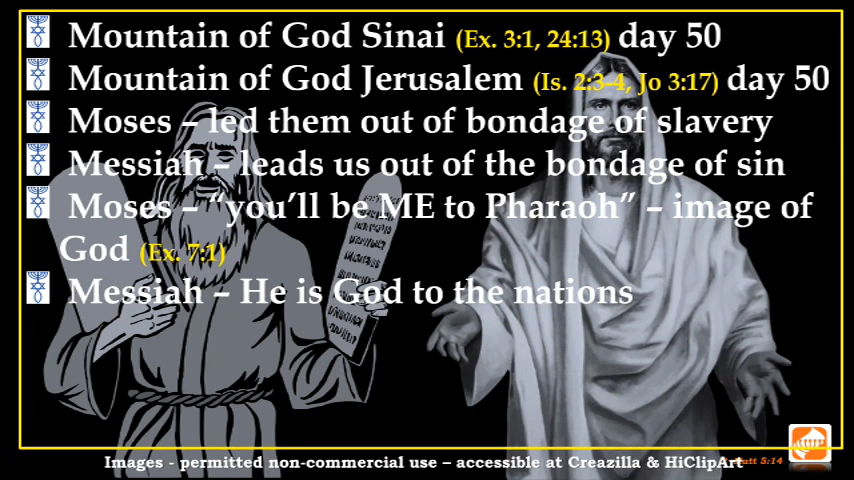 Mountain of God Sinai (Ex. 3:1, 24:13) day 50
Mountain of God Jerusalem (Is. 2:3-4, Jo 3:17) day 50
Moses – led them out of bondage of slavery
Messiah – leads us out of the bondage of sin
Moses – “you’ll be ME to Pharaoh” – image of
God (Ex. 7:1)
Messiah – He is God to the nations
Images - permitted non-commercial use – accessible at Creazilla & HiClipArt
5:14